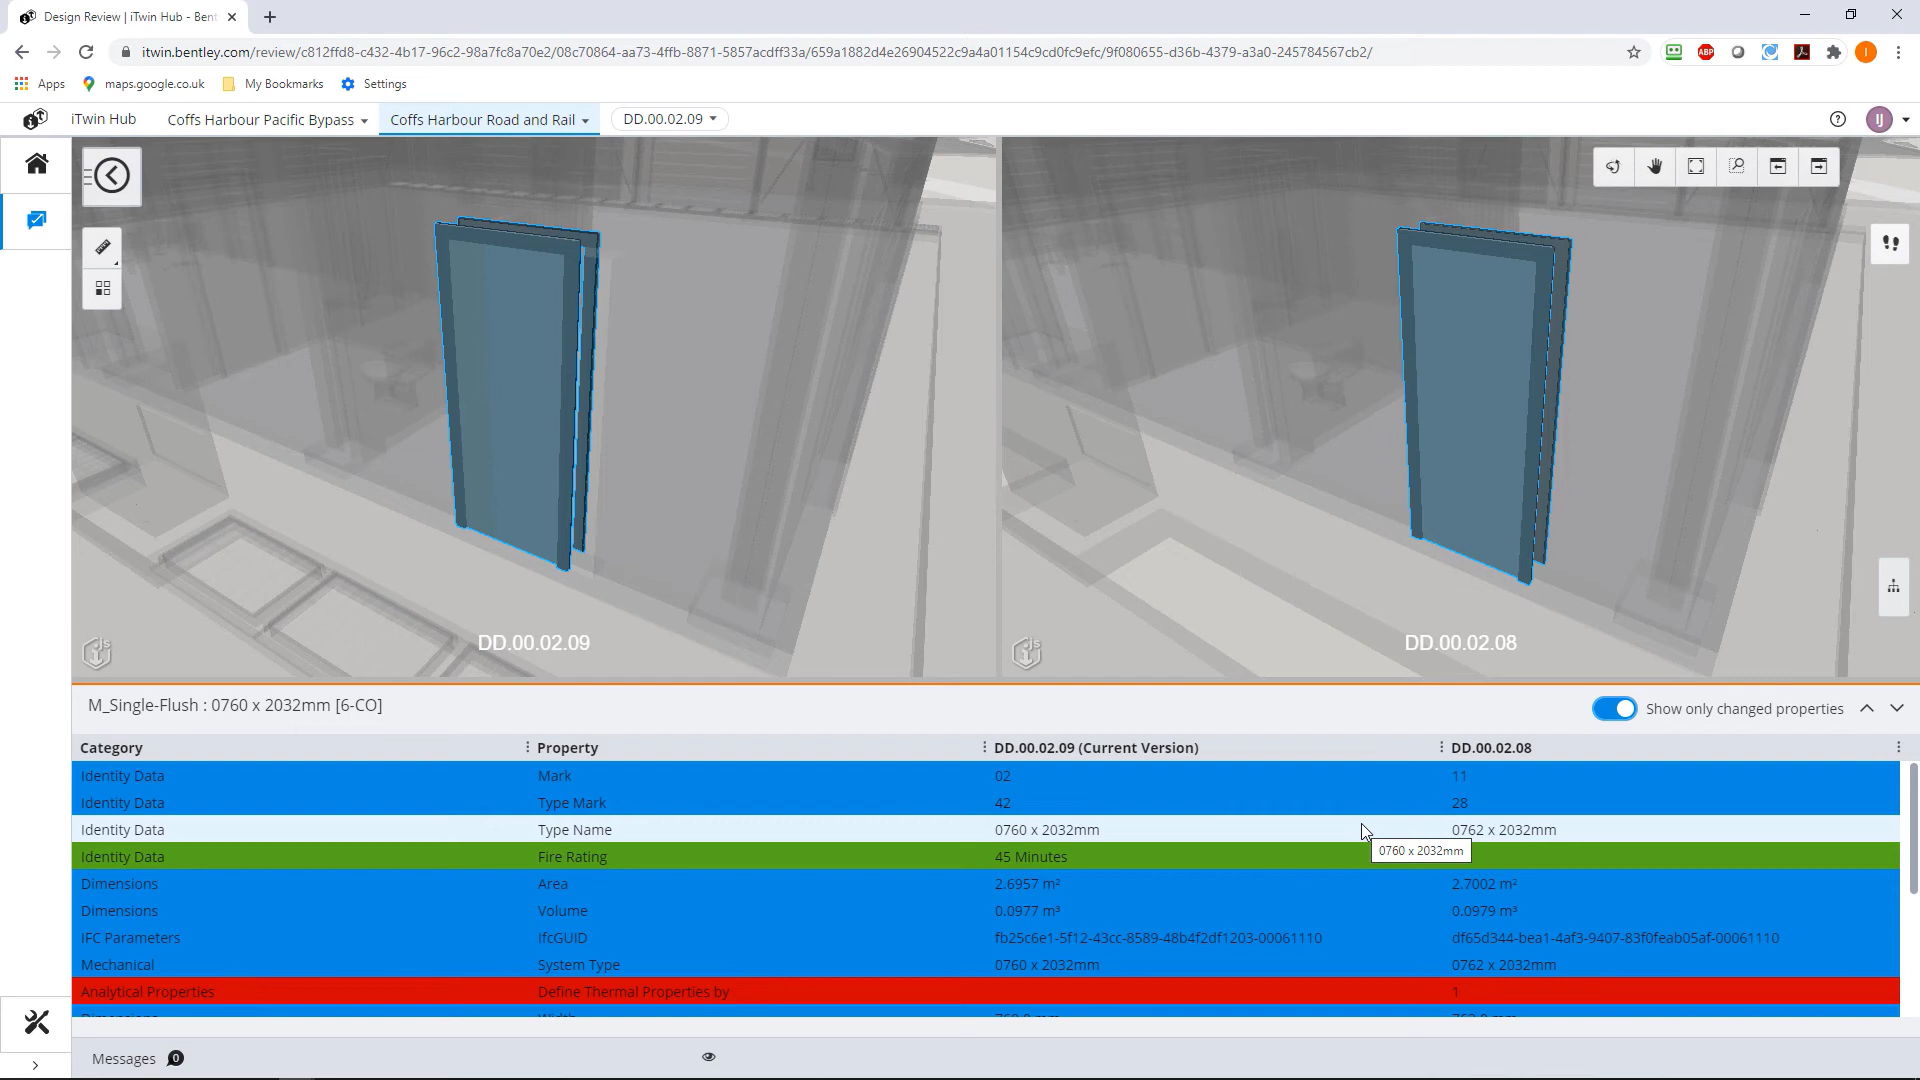 Design Review | iTwin Hub - Bent
itwin.bentley.com/review/c812ffd8-c432-4b17-96c2-98a7fc8a70e2/08c70864-aa73-4ffb-8871-5857acdff33a/659a1882d4e26904522c9a4a01154c9cd0fc9efc/9f080655-d36b-4379-a3a0-245784567cb2/
ABP
I
Apps maps.google.co.uk My Bookmarks Settings
iTwin Hub Coffs Harbour Pacific Bypass Coffs Harbour Road and Rail DD.00.02.09
IJ
DD.00.02.09
DD.00.02.08
M_Single-Flush : 0760 x 2032mm [6-CO]
Show only changed properties
Category Property DD.00.02.09 (Current Version) DD.00.02.08
Identity Data Mark 02 11
Identity Data Type Mark 42 28
Identity Data Type Name 0760 x 2032mm 0762 x 2032mm
0760 x 2032mm
Identity Data Fire Rating 45 Minutes
Dimensions Area 2.6957 m² 2.7002 m²
Dimensions Volume 0.0977 m³ 0.0979 m³
IFC Parameters IfcGUID fb25c6e1-5f12-43cc-8589-48b4f2df1203-00061110 df65d344-bea1-4af3-9407-83f0feab05af-00061110
Mechanical System Type 0760 x 2032mm 0762 x 2032mm
Analytical Properties Define Thermal Properties by 1
Messages 0